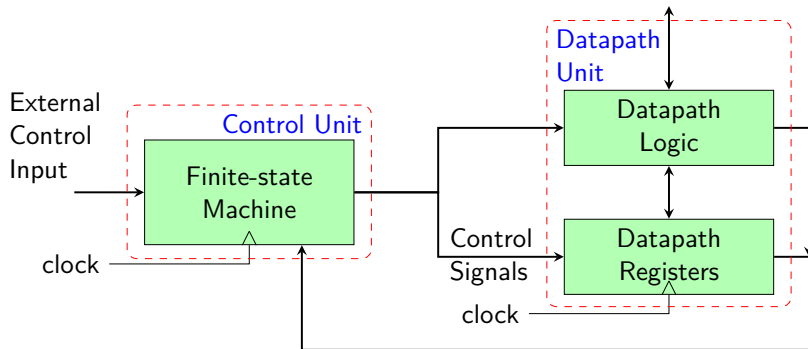 External
Control
Input
Control Unit
Finite-state
Machine
clock
Control
Signals
Datapath
Unit
Datapath
Logic
Datapath
Registers
clock